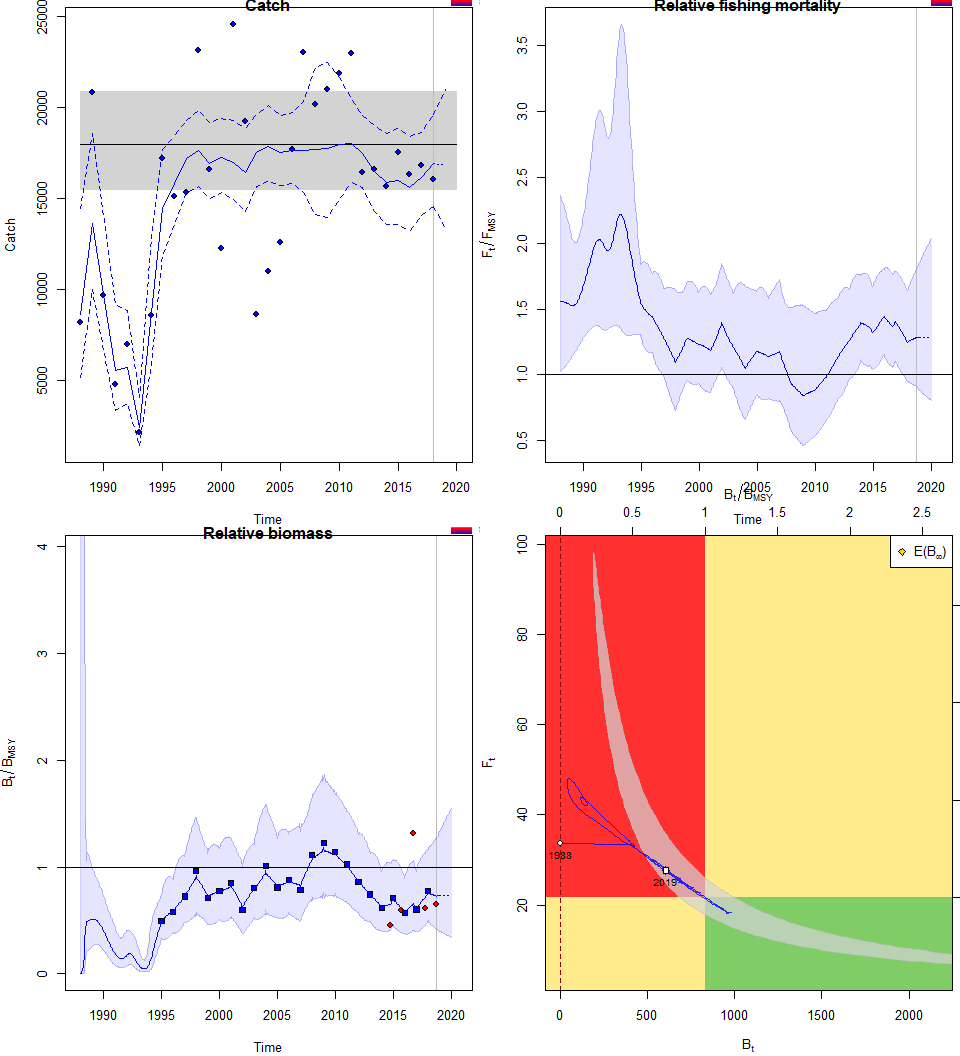 Catch
Catch
25000
20000
15000
10000
5000
1990 1995 2000 2005 2010 2015 2020
Time
Relative fishing mortality
Ft/FMSY
3.5
3.0
2.5
2.0
1.5
1.0
0.5
1990 1995 2000 2005 2010 2015 2020
Time
Relative biomass
Bt/BMSY
4
3
2
1
0
1990 1995 2000 2005 2010 2015 2020
Time
Bt/BMSY
0 0.5 1 1.5 2 2.5
E(B∞)
Ft
100
80
60
40
20
1988
2019
0 500 1000 1500 2000
Bt